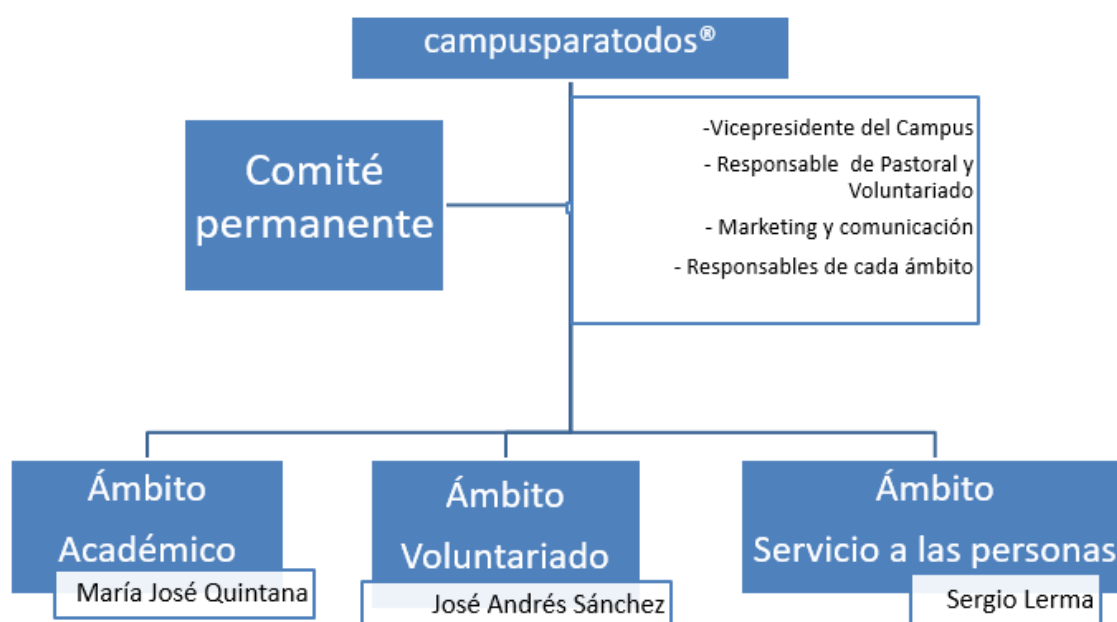 campusparatodos®
Comité
permanente
-Vicepresidente del Campus
- Responsable de Pastoral y
Voluntariado
- Marketing y comunicación
- Responsables de cada ámbito
Ámbito
Académico
María José Quintana
Ámbito
Voluntariado
José Andrés Sánchez
Ámbito
Servicio a las personas
Sergio Lerma